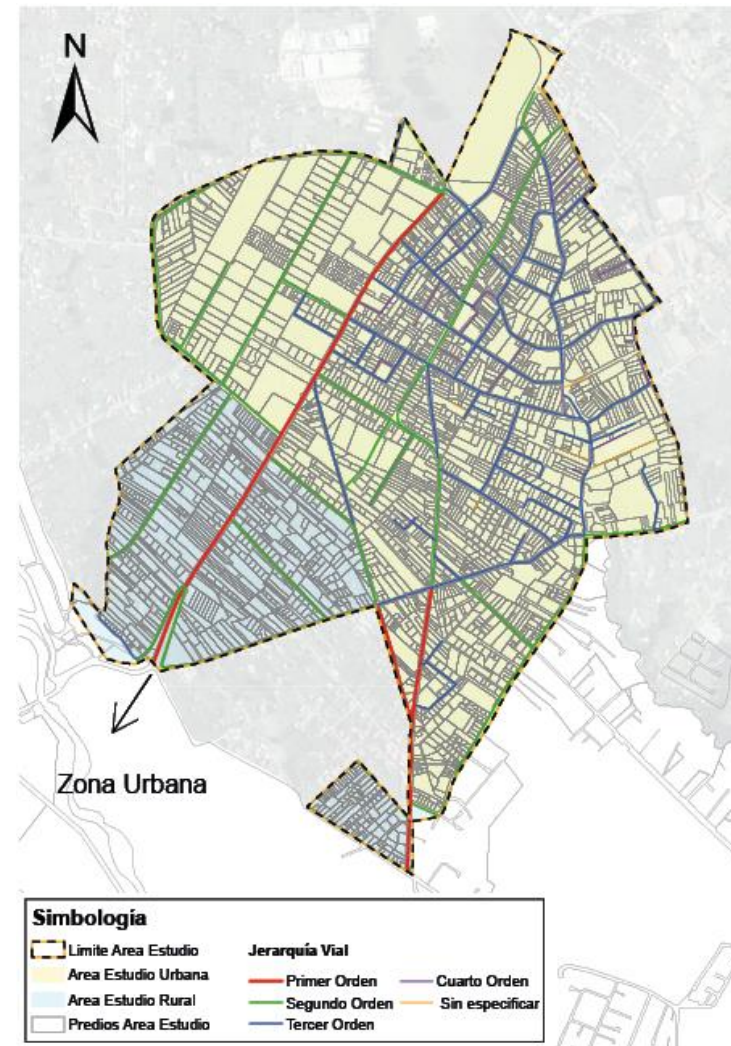 N
Zona Urbana
Simbología
Limite Area Estudio
Area Estudio Urbana
Area Estudio Rural
Predios Area Estudio
Jerarquía Vial
Primer Orden
Segundo Orden
Tercer Orden
Cuarto Orden
Sin especificar